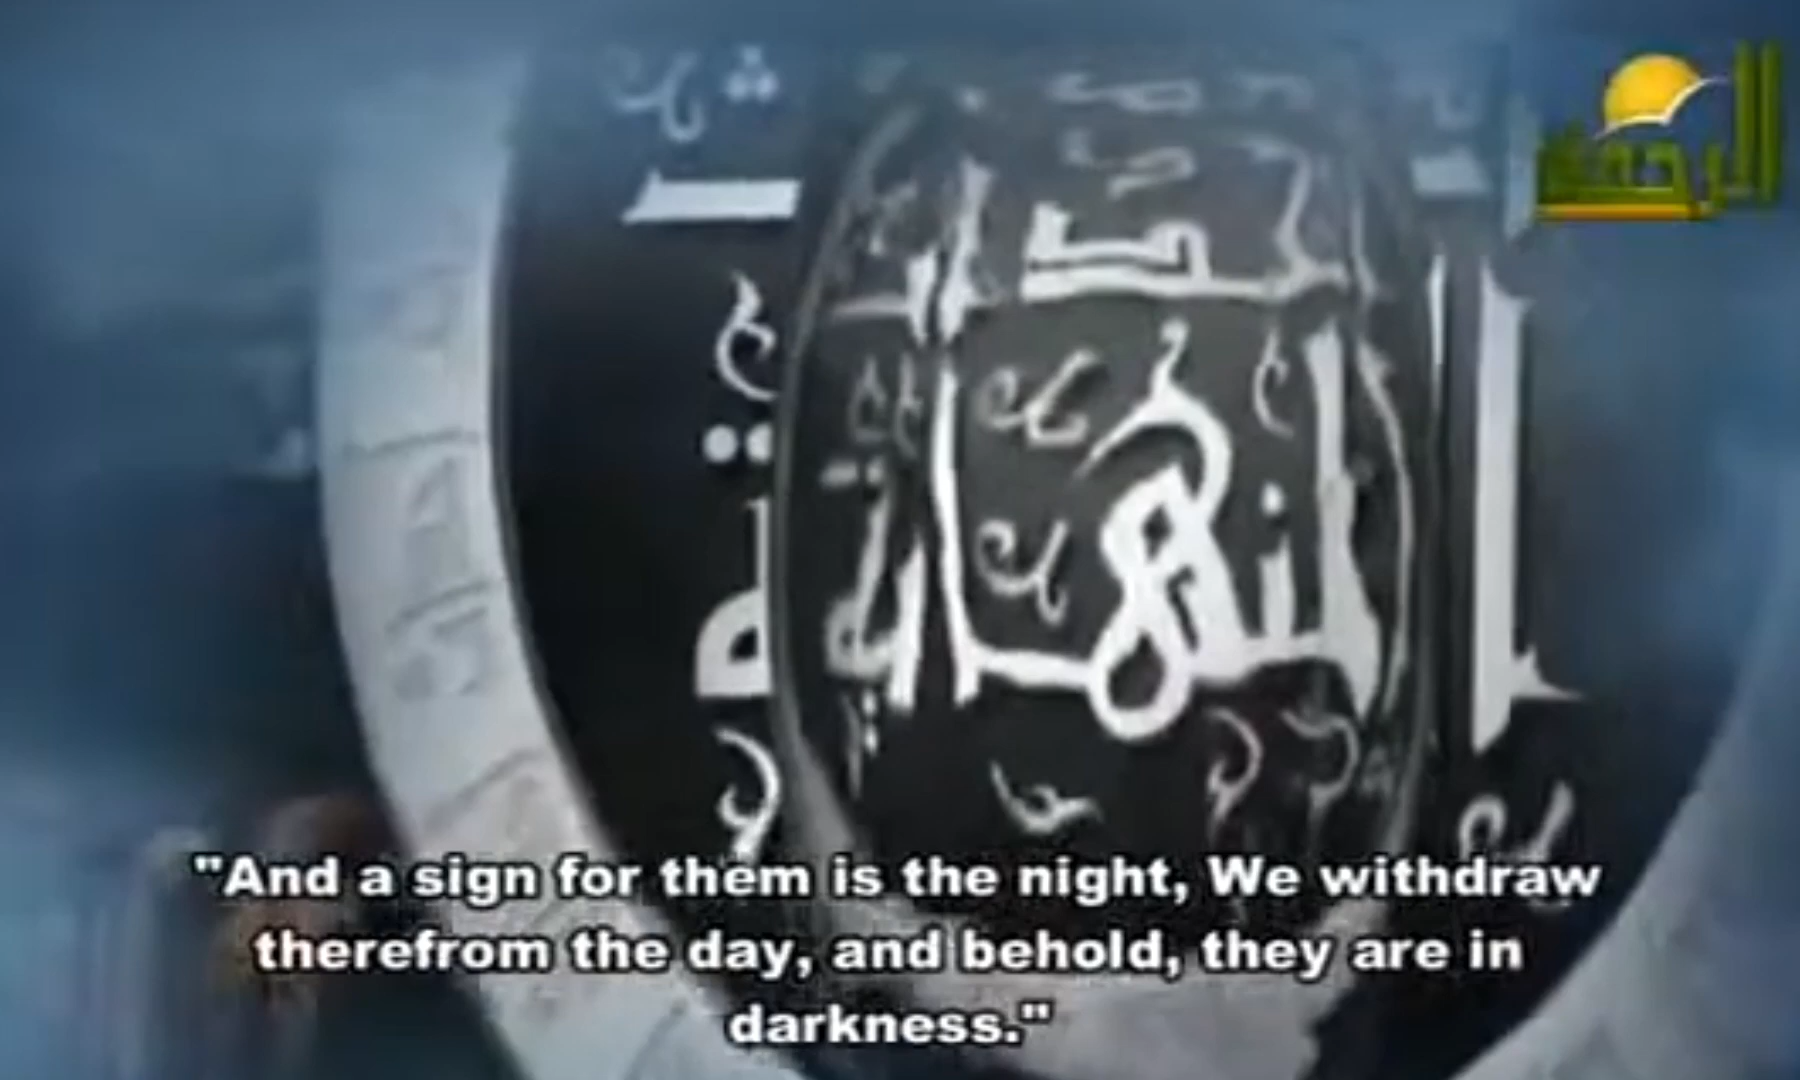 الرحمة
النهاية
"And a sign for them is the night, We withdraw
therefrom the day, and behold, they are in
darkness."